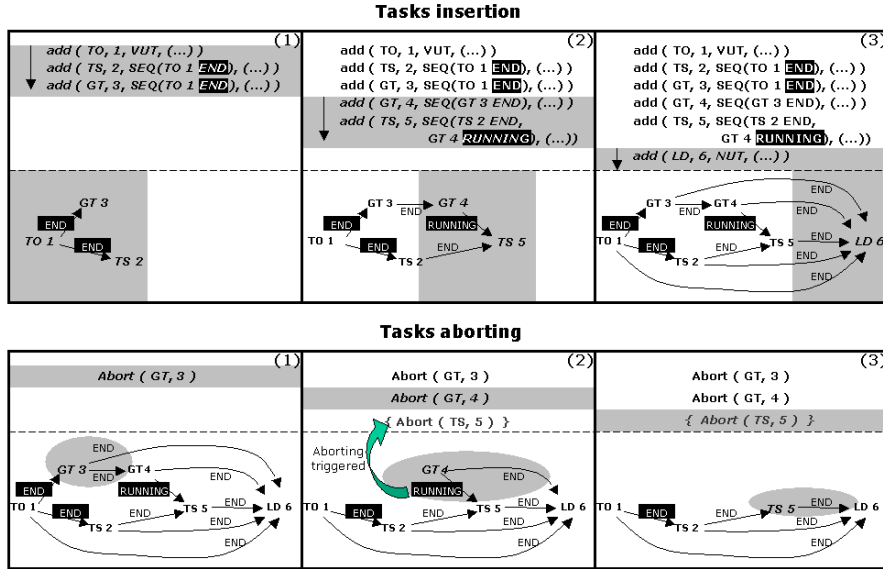 Tasks insertion
(1)
add ( TO, 1, VUT, (...) )
add ( TS, 2, SEQ(TO 1 END), (...) )
add ( GT, 3, SEQ(TO 1 END), (...) )
GT 3
END
TO 1
END
TS 2
(2)
add ( TO, 1, VUT, (...) )
add ( TS, 2, SEQ(TO 1 END), (...) )
add ( GT, 3, SEQ(TO 1 END), (...) )
add ( GT, 4, SEQ(GT 3 END), (...) )
add ( TS, 5, SEQ(TS 2 END,
GT 4 RUNNING), (...))
GT 3
END
GT 4
END
RUNNING
TO 1
END
END
TS 5
TS 2
(3)
add ( TO, 1, VUT, (...) )
add ( TS, 2, SEQ(TO 1 END), (...) )
add ( GT, 3, SEQ(TO 1 END), (...) )
add ( GT, 4, SEQ(GT 3 END), (...) )
add ( TS, 5, SEQ(TS 2 END,
GT 4 RUNNING), (...))
add ( LD, 6, NUT, (...) )
END
GT 3
END
GT 4
END
END
RUNNING
TO 1
END
END
TS 5
END
LD 6
TS 2
END
END
Tasks aborting
(1)
Abort ( GT, 3 )
END
GT 3
END
GT 4
END
END
RUNNING
TO 1
END
END
TS 5
END
LD 6
TS 2
END
END
(2)
Abort ( GT, 3 )
Abort ( GT, 4 )
{ Abort ( TS, 5 ) }
Aborting
triggered
GT 4
END
RUNNING
TO 1
END
END
TS 5
END
LD 6
TS 2
END
END
(3)
Abort ( GT, 3 )
Abort ( GT, 4 )
{ Abort ( TS, 5 ) }
TO 1
END
END
TS 5
END
LD 6
TS 2
END
END